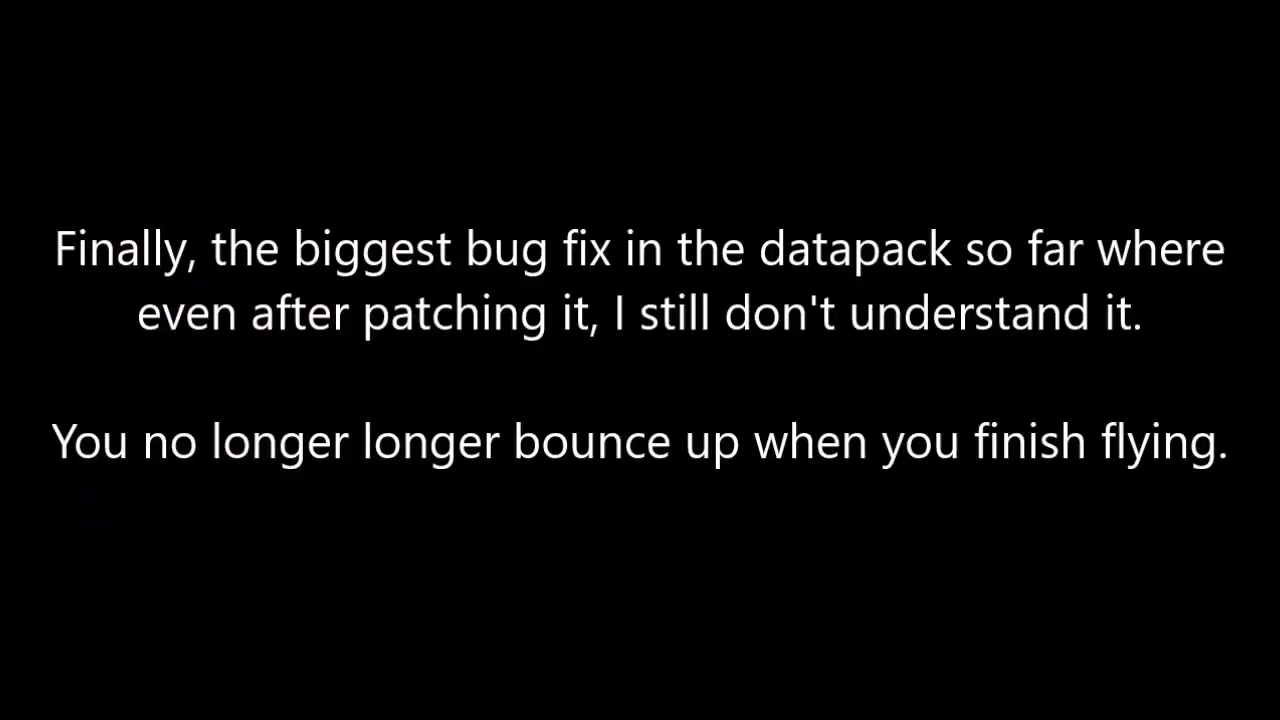 Finally, the biggest bug fix in the datapack so far where
even after patching it, I still don't understand it.
You no longer longer bounce up when you finish flying.